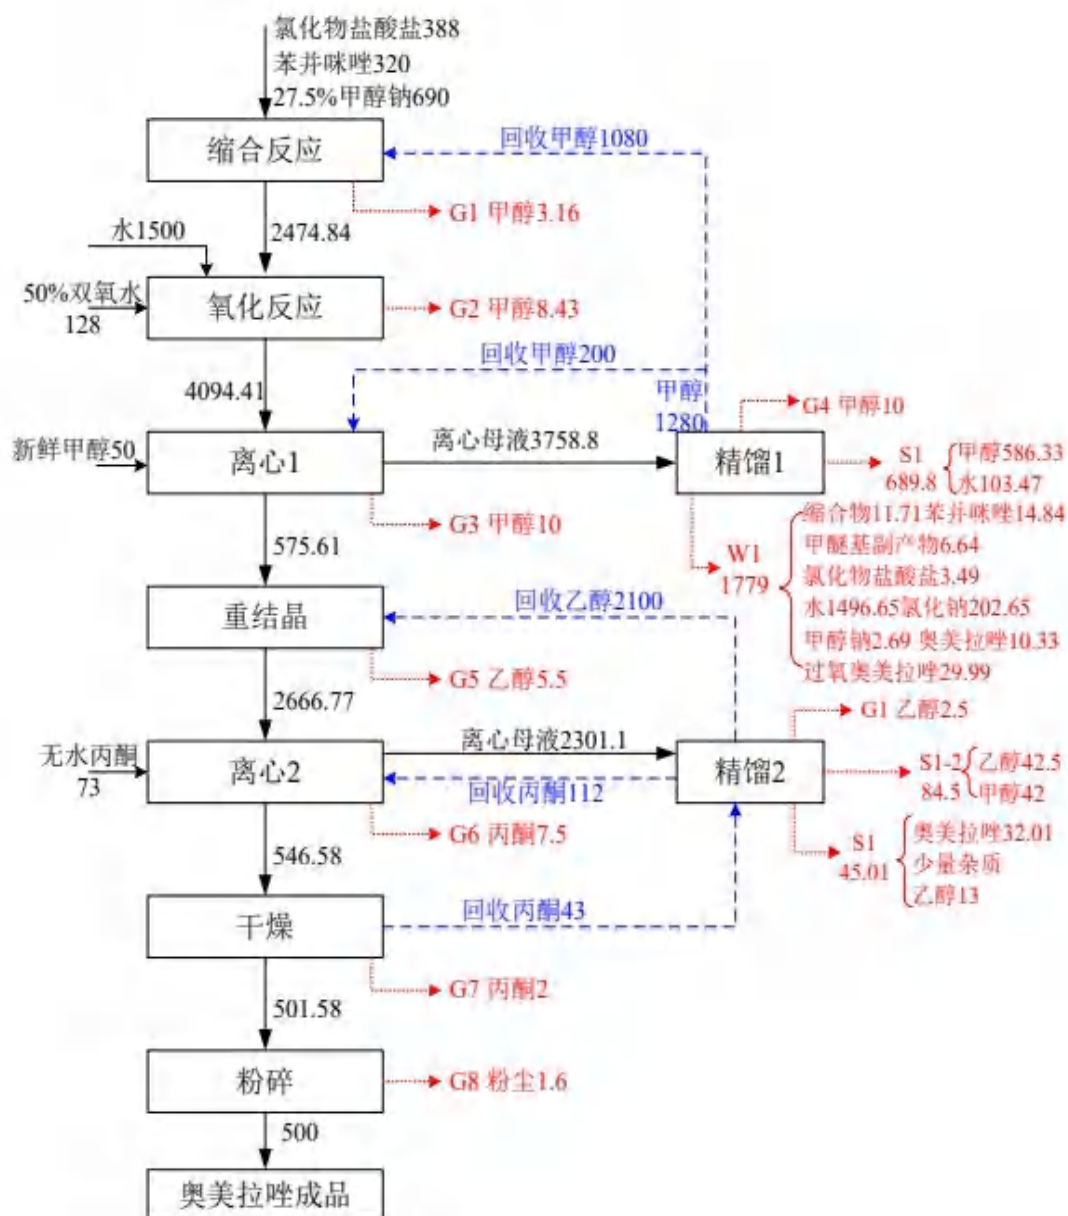 氯化物盐酸盐388
苯并咪唑320
27.5%甲醇钠690
缩合反应
回收甲醇1080
G1 甲醇3.16
水1500
2474.84
50%双氧水
128
氧化反应
G2 甲醇8.43
回收甲醇200
4094.41
甲醇
1280
G4 甲醇10
新鲜甲醇50
离心1
离心母液3758.8
精馏1
S1
689.8
甲醇586.33
水103.47
G3 甲醇10
W1
1779
缩合物11.71苯并咪唑14.84
甲醚基副产物6.64
氯化物盐酸盐3.49
水1496.65氯化钠202.65
甲醇钠2.69 奥美拉唑10.33
过氧奥美拉唑29.99
575.61
重结晶
回收乙醇2100
G5 乙醇5.5
2666.77
G1 乙醇2.5
无水丙酮
73
离心2
离心母液2301.1
回收丙酮112
精馏2
S1-2
84.5
乙醇42.5
甲醇42
G6 丙酮7.5
S1
45.01
奥美拉唑32.01
少量杂质
乙醇13
546.58
干燥
回收丙酮43
G7 丙酮2
501.58
粉碎
G8 粉尘1.6
500
奥美拉唑成品